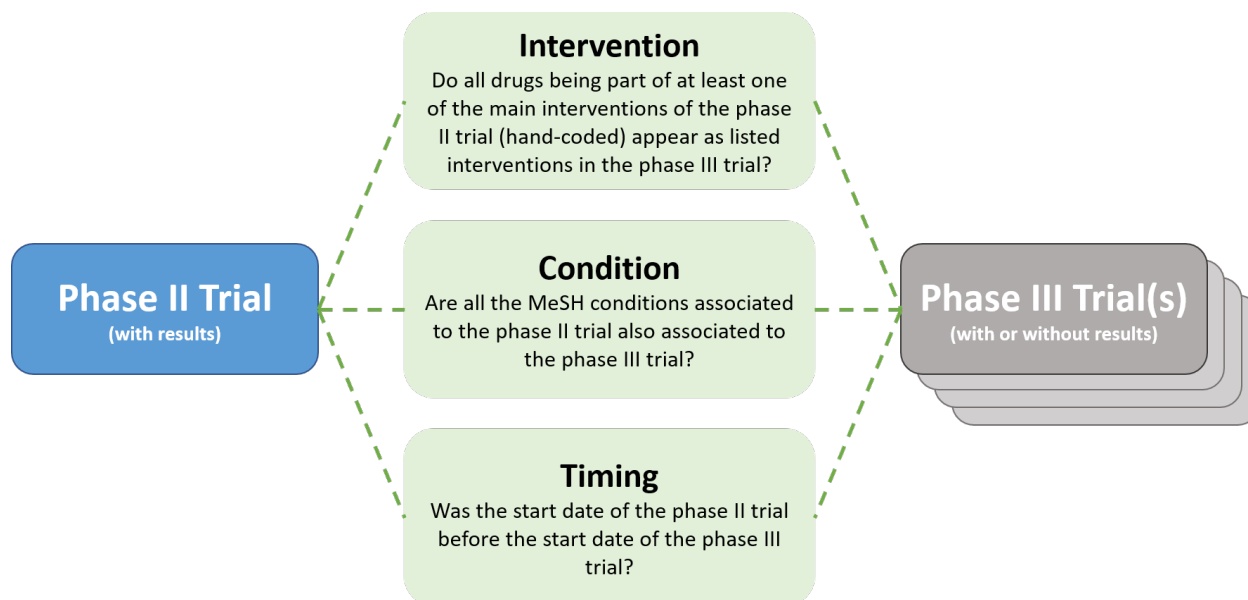 Intervention
Do all drugs being part of at least one
of the main interventions of the phase
II trial (hand-coded) appear as listed
interventions in the phase III trial?
Phase II Trial
(with results)
Condition
Are all the MeSH conditions associated
to the phase II trial also associated to
the phase III trial?
Phase III Trial(s)
(with or without results)
Timing
Was the start date of the phase II trial
before the start date of the phase III
trial?